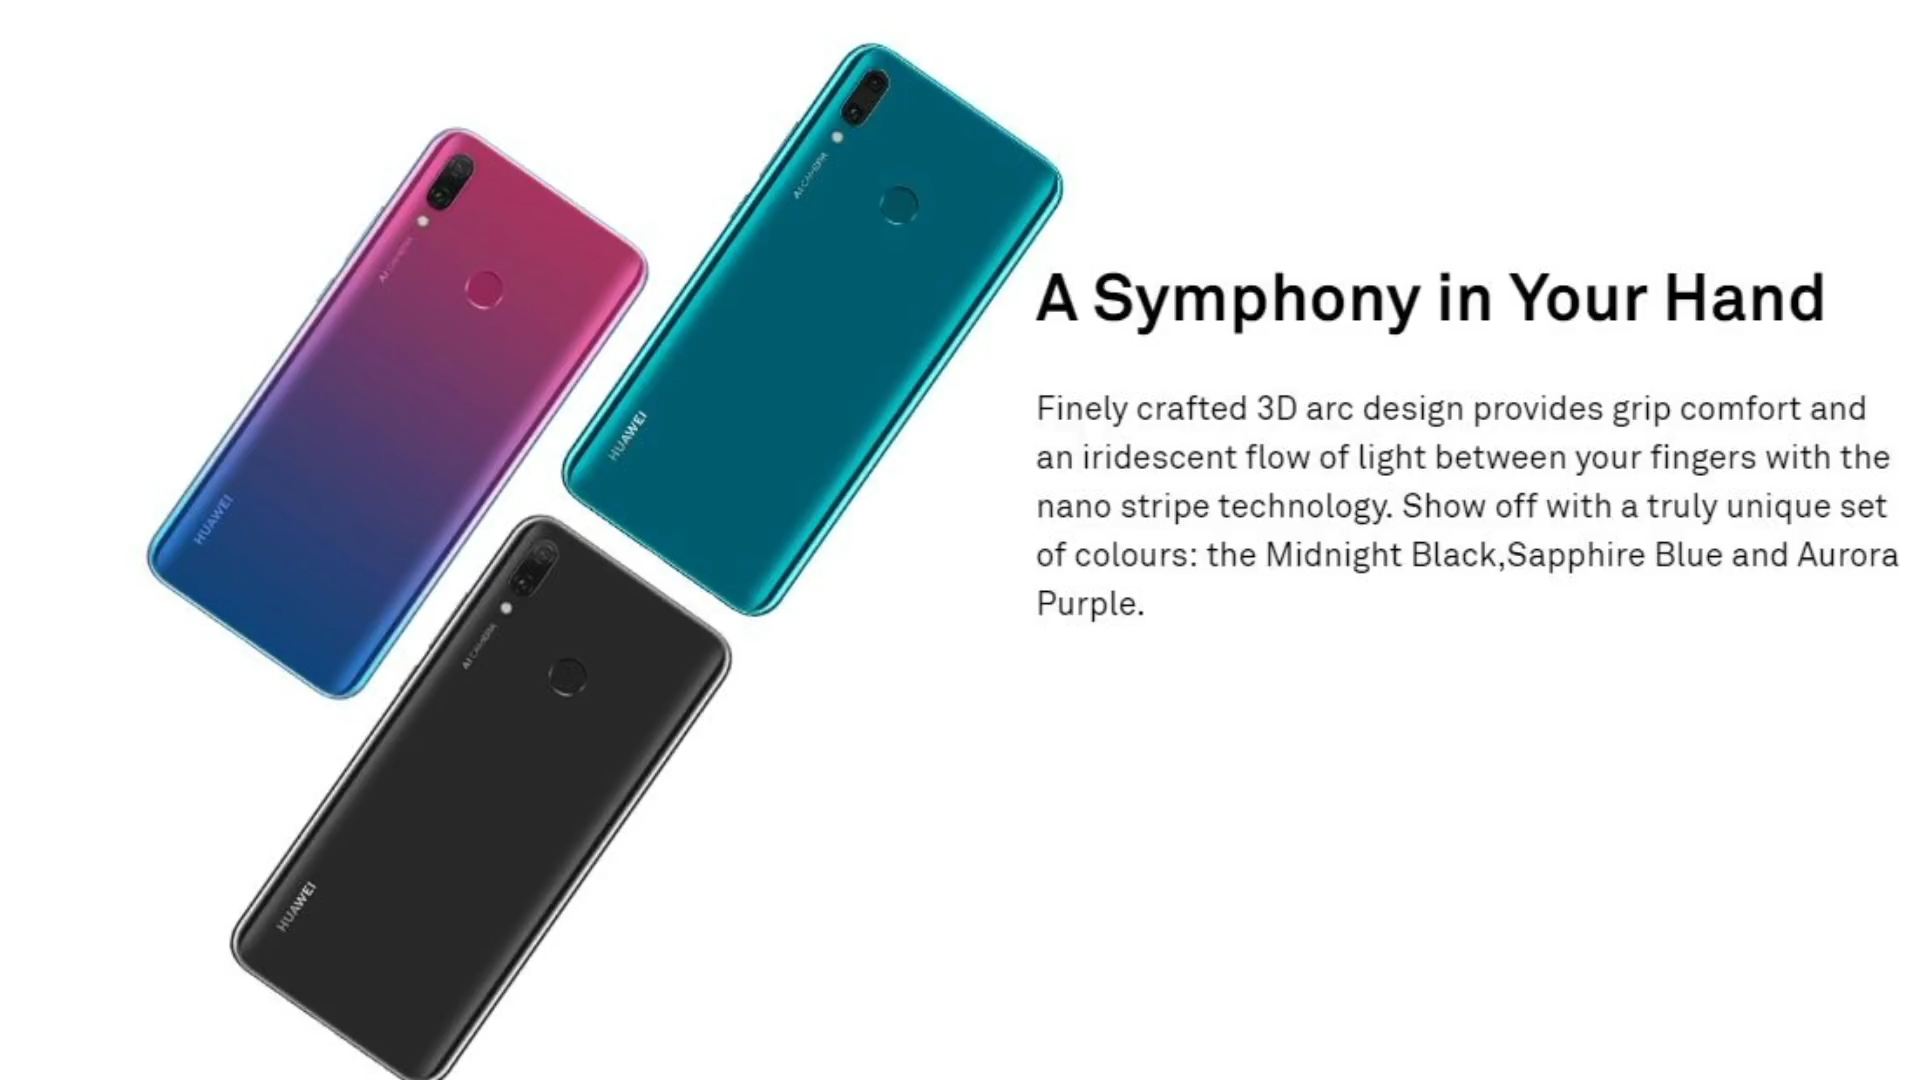 AI CAMERA
HUAWEI
AI CAMERA
HUAWEI
AI CAMERA
HUAWEI
A Symphony in Your Hand
Finely crafted 3D arc design provides grip comfort and
an iridescent flow of light between your fingers with the
nano stripe technology. Show off with a truly unique set
of colours: the Midnight Black,Sapphire Blue and Aurora
Purple.